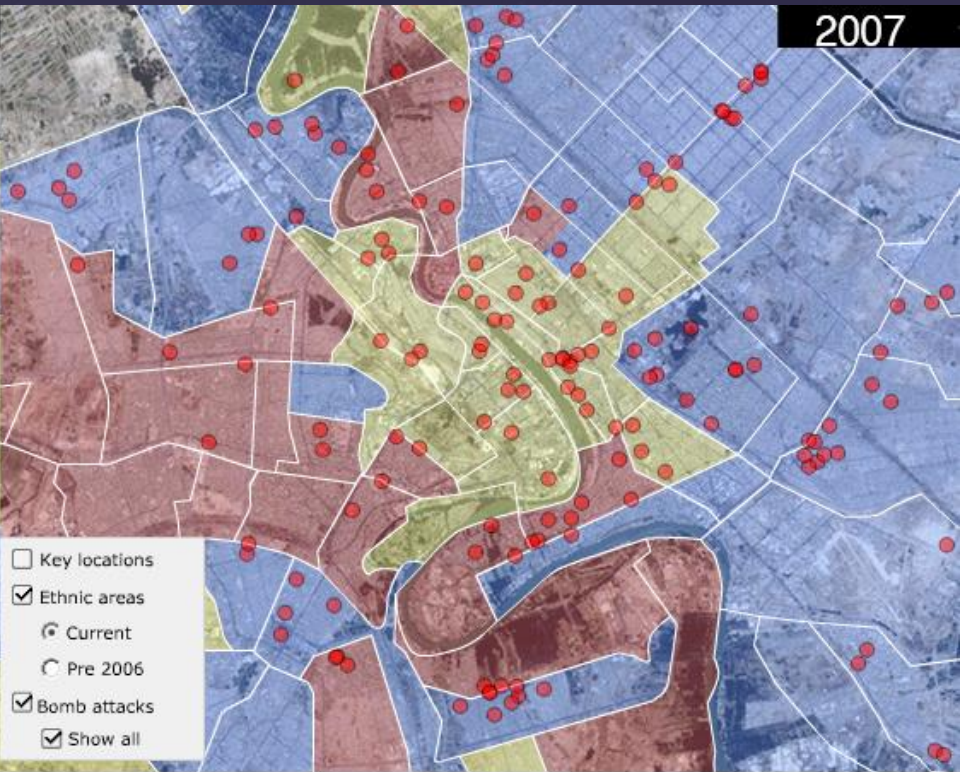 2007
Key locations
Ethnic areas
Current
Pre 2006
Bomb attacks
Show all